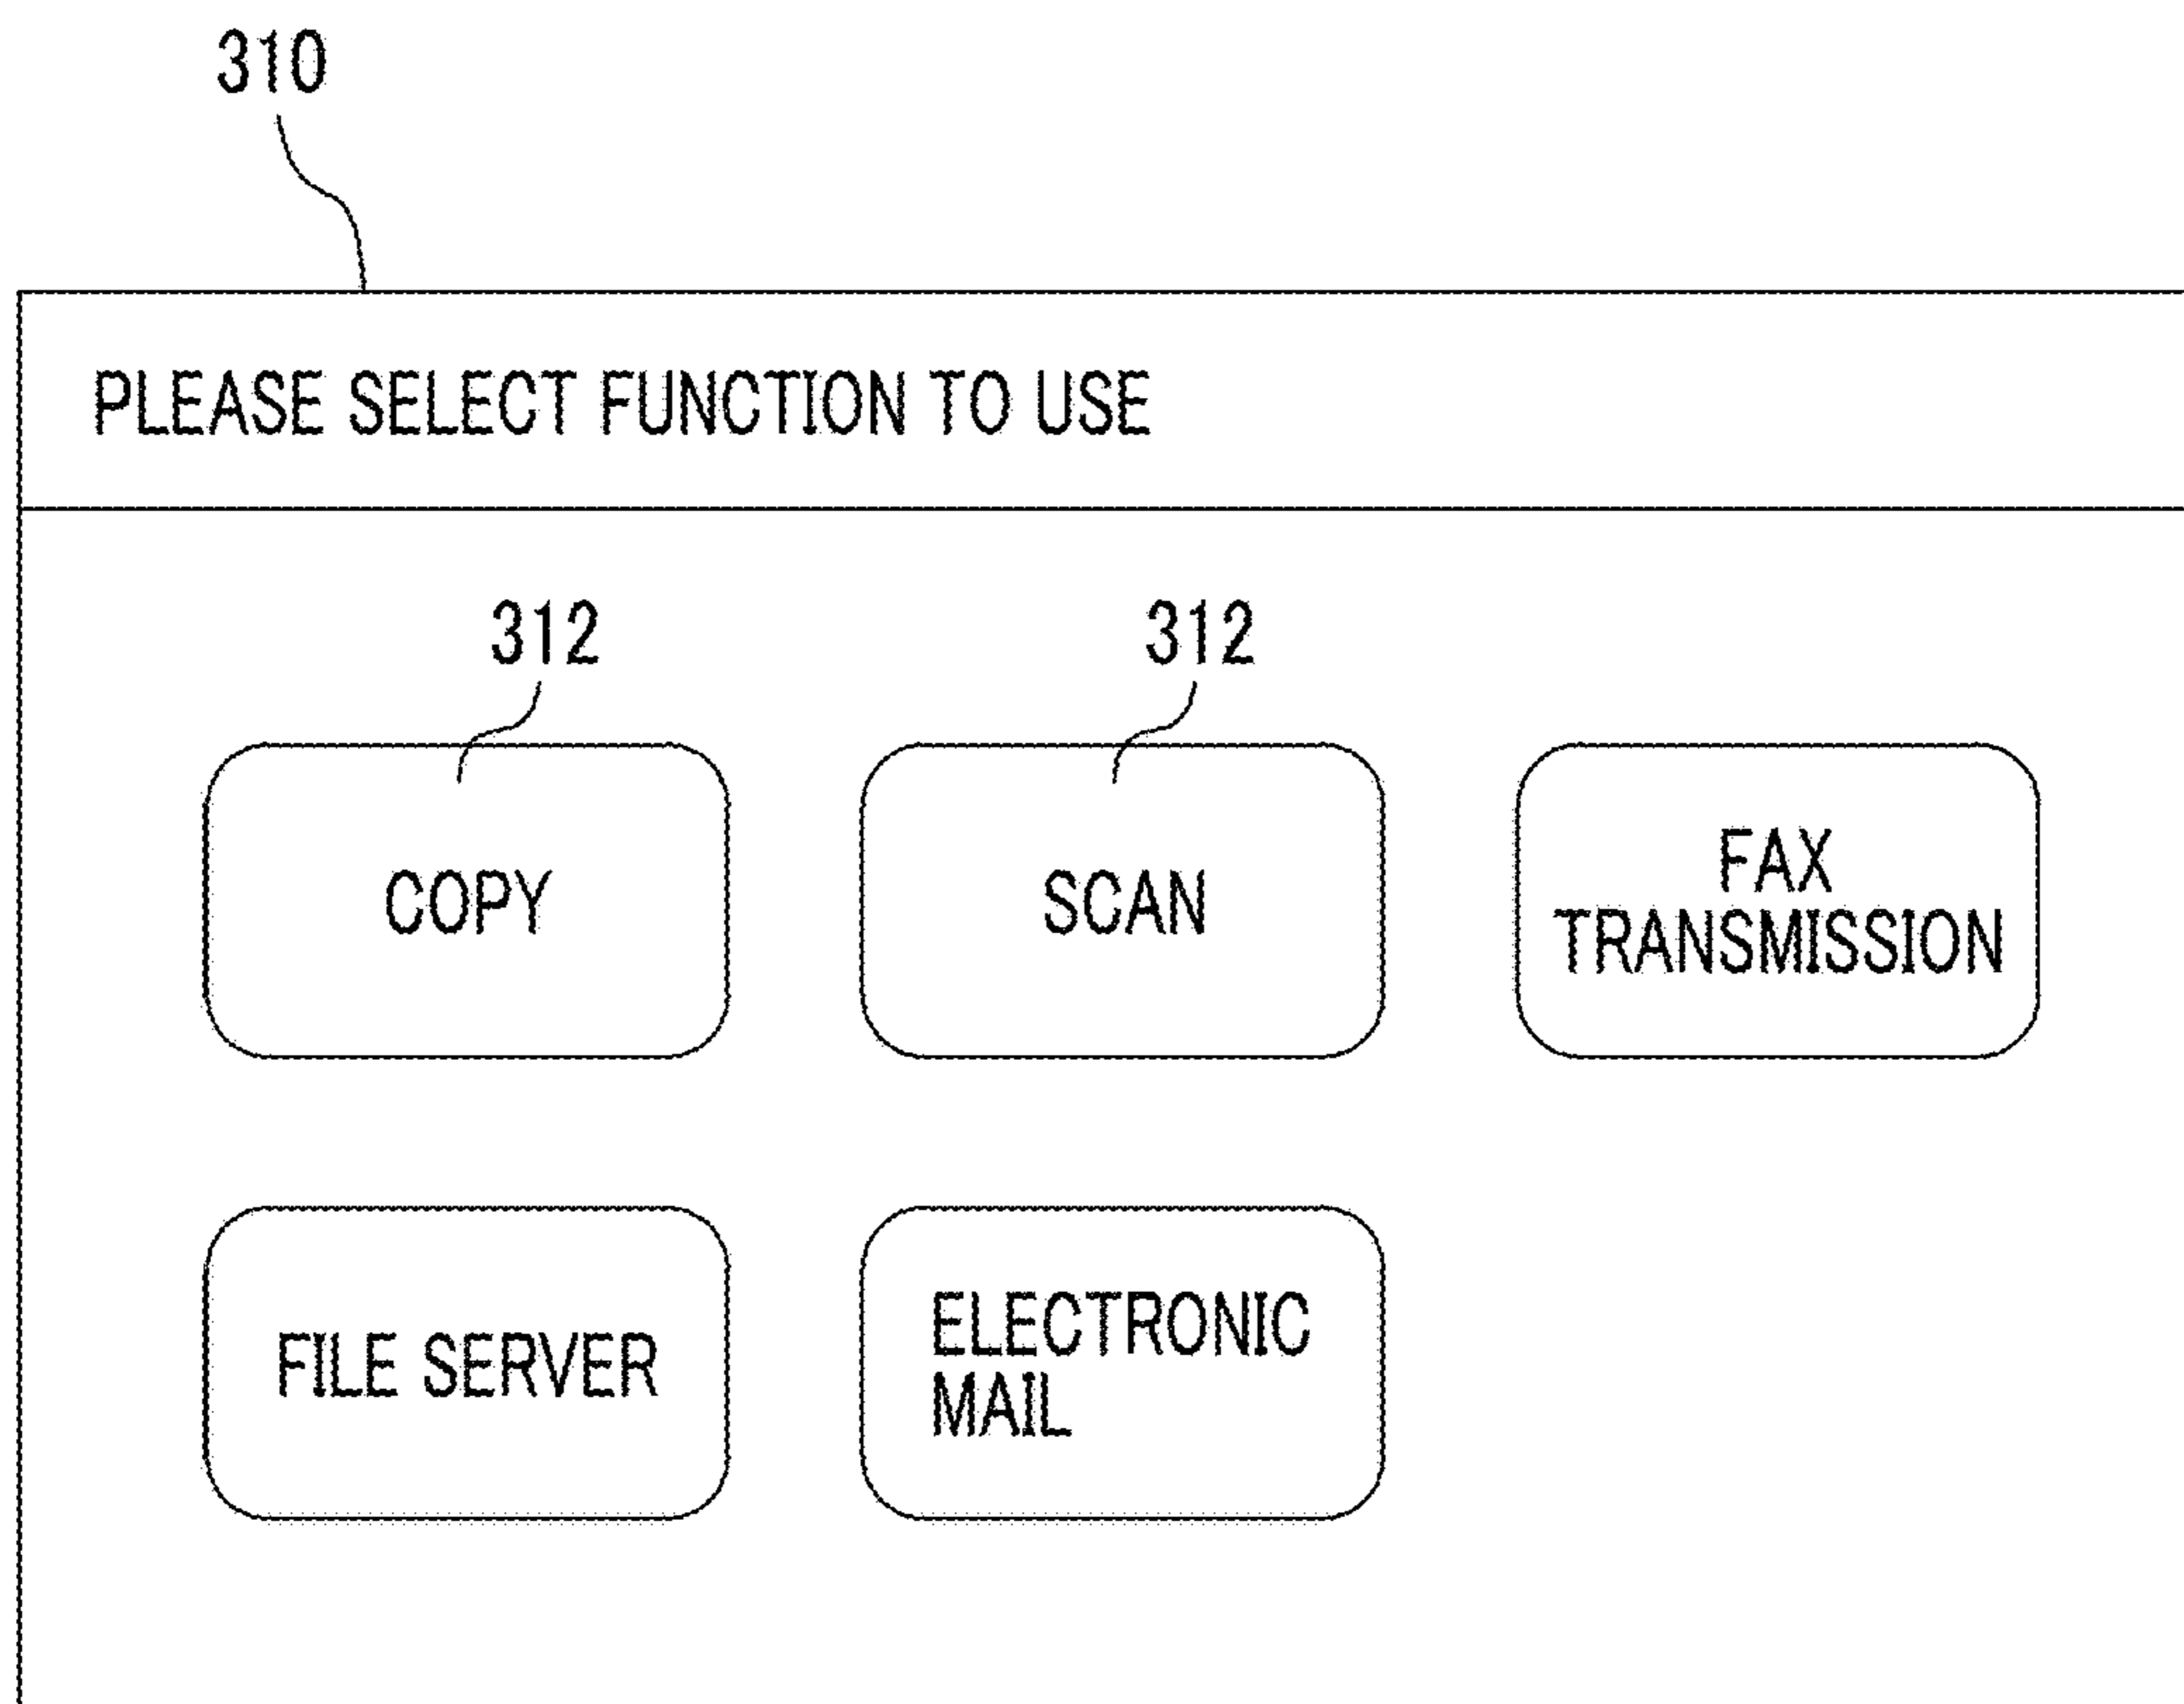 310
PLEASE SELECT FUNCTION TO USE
312
312
COPY
SCAN
FAX
TRANSMISSION
FILE SERVER
ELECTRONIC
MAIL